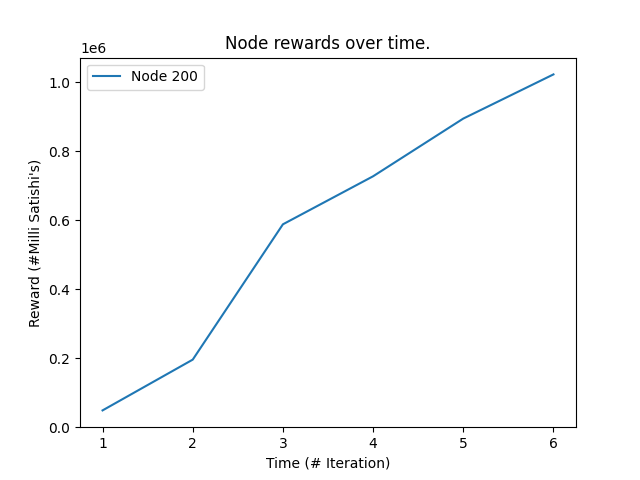 Node rewards over time.
1e6
Node 200
1.0
0.8
0.6
0.4
0.2
0.0
Reward (#Milli Satishi's)
1 2 3 4 5 6
Time (# Iteration)